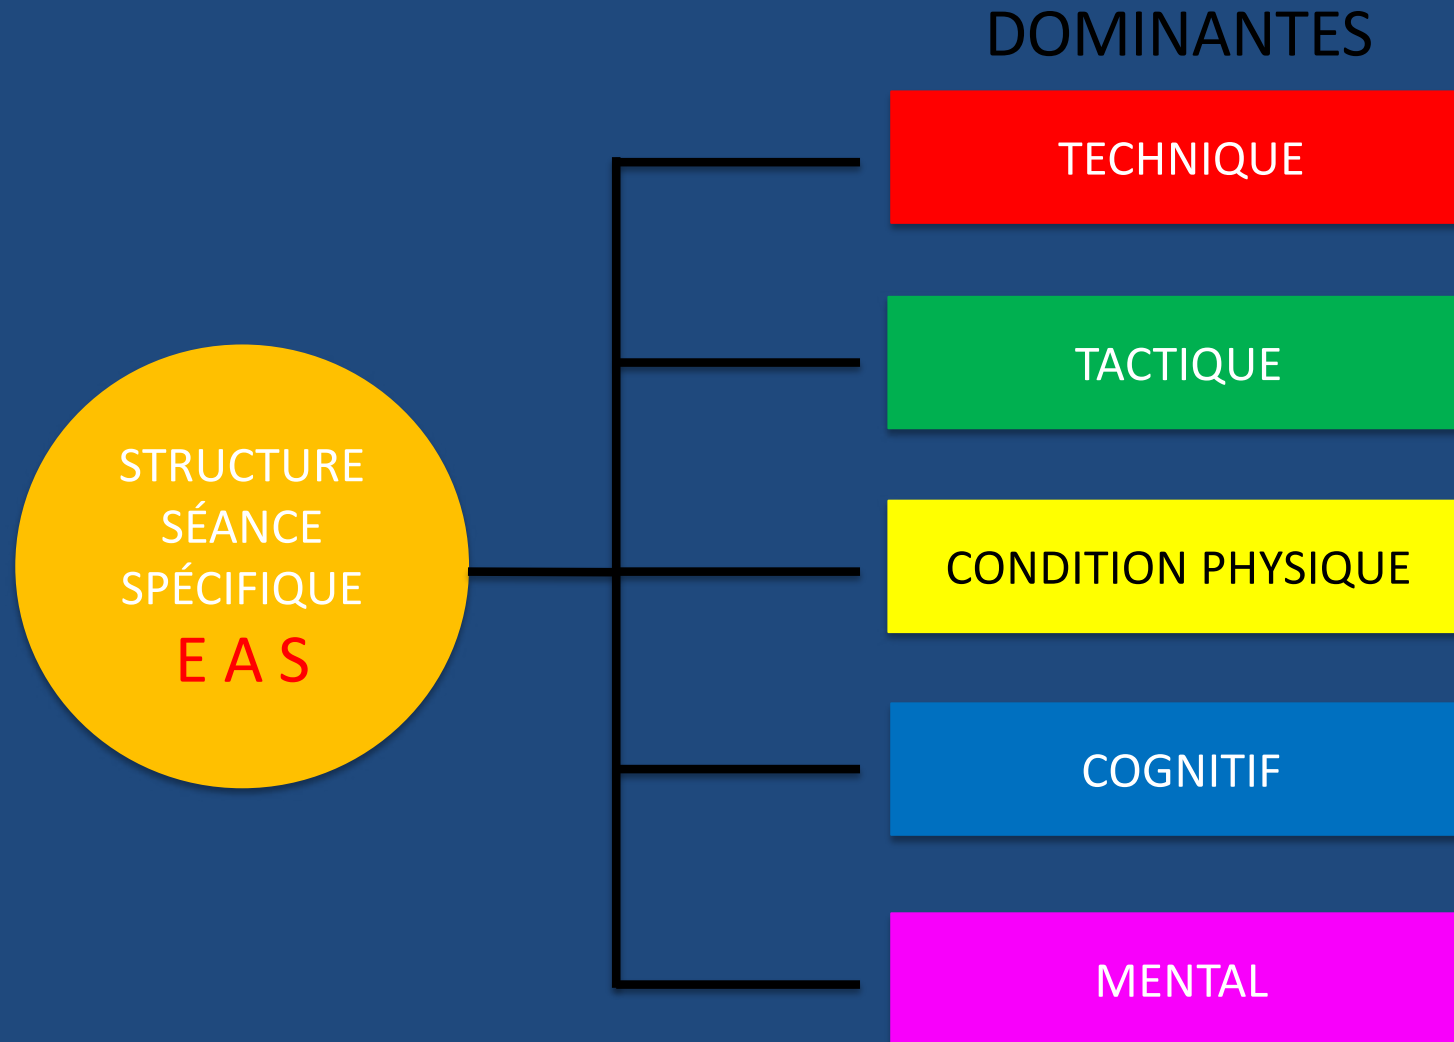 DOMINANTES
TECHNIQUE
TACTIQUE
STRUCTURE
SÉANCE
SPÉCIFIQUE
E A S
CONDITION PHYSIQUE
COGNITIF
MENTAL